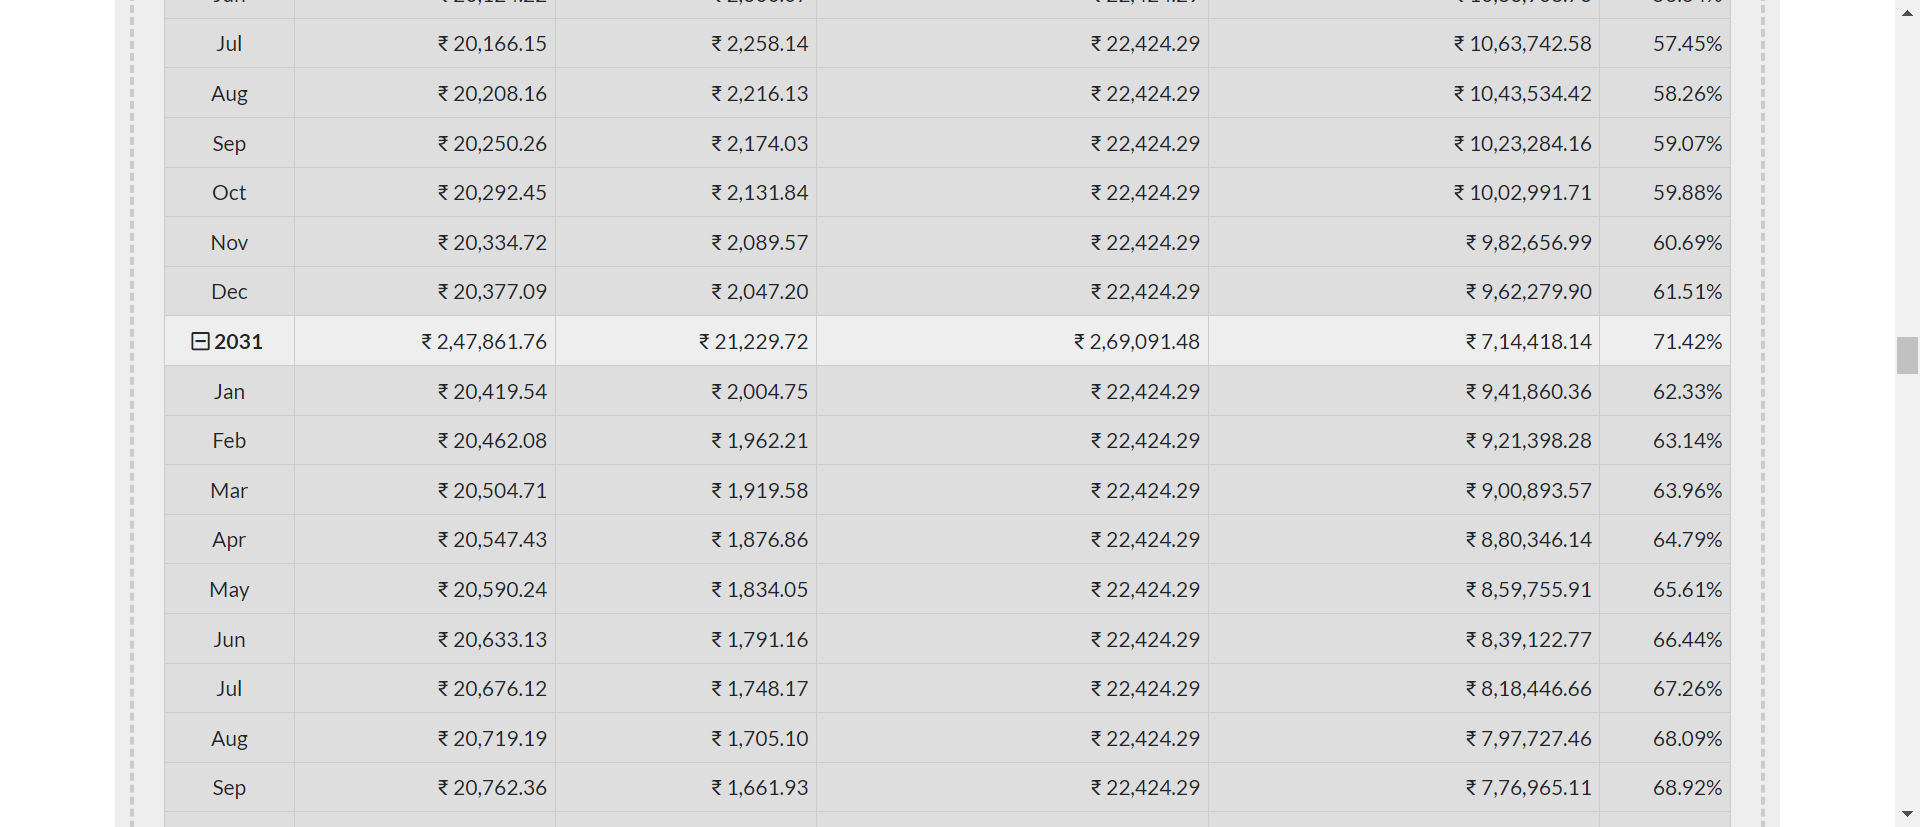 Jul ₹ 20,166.15 ₹ 2,258.14 ₹ 22,424.29 ₹ 10,63,742.58 57.45%
Aug ₹ 20,208.16 ₹ 2,216.13 ₹ 22,424.29 ₹ 10,43,534.42 58.26%
Sep ₹ 20,250.26 ₹ 2,174.03 ₹ 22,424.29 ₹ 10,23,284.16 59.07%
Oct ₹ 20,292.45 ₹ 2,131.84 ₹ 22,424.29 ₹ 10,02,991.71 59.88%
Nov ₹ 20,334.72 ₹ 2,089.57 ₹ 22,424.29 ₹ 9,82,656.99 60.69%
Dec ₹ 20,377.09 ₹ 2,047.20 ₹ 22,424.29 ₹ 9,62,279.90 61.51%
2031 ₹ 2,47,861.76 ₹ 21,229.72 ₹ 2,69,091.48 ₹ 7,14,418.14 71.42%
Jan ₹ 20,419.54 ₹ 2,004.75 ₹ 22,424.29 ₹ 9,41,860.36 62.33%
Feb ₹ 20,462.08 ₹ 1,962.21 ₹ 22,424.29 ₹ 9,21,398.28 63.14%
Mar ₹ 20,504.71 ₹ 1,919.58 ₹ 22,424.29 ₹ 9,00,893.57 63.96%
Apr ₹ 20,547.43 ₹ 1,876.86 ₹ 22,424.29 ₹ 8,80,346.14 64.79%
May ₹ 20,590.24 ₹ 1,834.05 ₹ 22,424.29 ₹ 8,59,755.91 65.61%
Jun ₹ 20,633.13 ₹ 1,791.16 ₹ 22,424.29 ₹ 8,39,122.77 66.44%
Jul ₹ 20,676.12 ₹ 1,748.17 ₹ 22,424.29 ₹ 8,18,446.66 67.26%
Aug ₹ 20,719.19 ₹ 1,705.10 ₹ 22,424.29 ₹ 7,97,727.46 68.09%
Sep ₹ 20,762.36 ₹ 1,661.93 ₹ 22,424.29 ₹ 7,76,965.11 68.92%